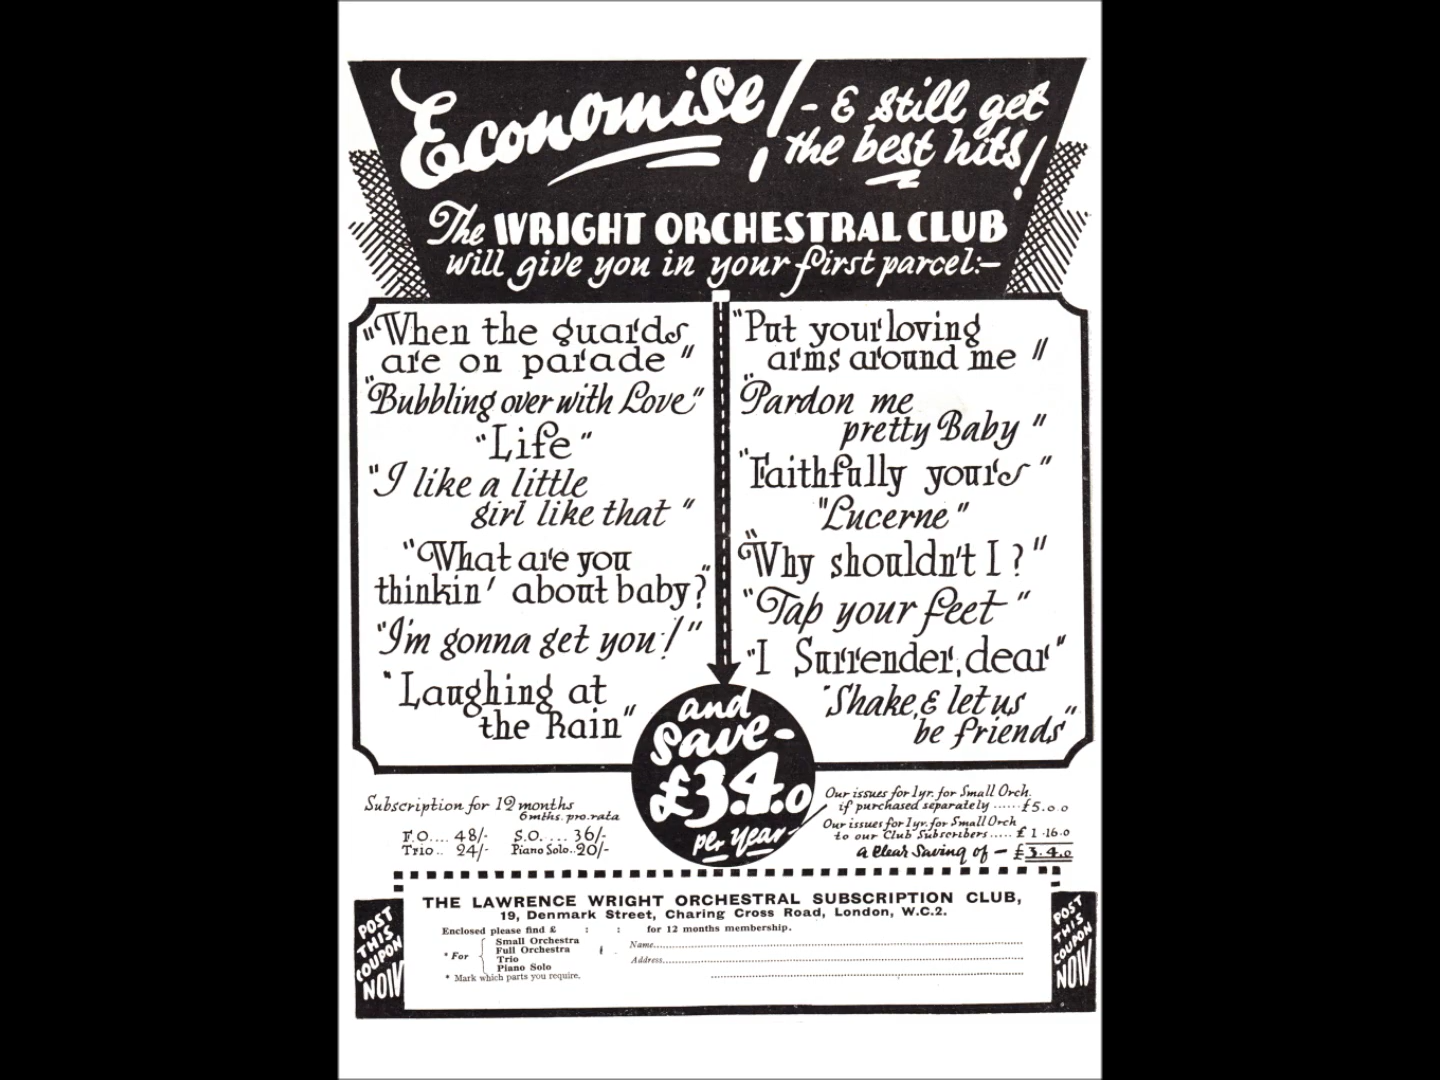 Economise! - & still get
the best hits!
The WRIGHT ORCHESTRAL CLUB
will give you in your first parcel:-
"When the guards
are on parade"
"Bubbling over with Love"
"Life"
"I like a little
girl like that"
"What are you
thinkin' about baby?"
"I'm gonna get you!"
"Laughing at
the Rain"
"Put your loving
arms around me"
"Pardon me
pretty Baby"
"Faithfully yours"
"Lucerne"
"Why shouldn't I?"
"Tap your feet"
"I Surrender, dear"
"Shake, & let us
be friends"
and
save-
£3.4.0
per year
Subscription for 12 months
6mths. pro.rata
F.O.... 48/- S.O. ... 36/-
Trio.. 24/- Piano Solo..20/-
Our issues for 1yr. for Small Orch.
if purchased separately ...... £5.0.0
Our issues for 1yr. for Small Orch
to our Club Subscribers..... £1.16.0
a Clear Saving of - £3.4.0
THE LAWRENCE WRIGHT ORCHESTRAL SUBSCRIPTION CLUB,
19, Denmark Street, Charing Cross Road, London, W.C.2.
Enclosed please find £ : : for 12 months membership.
* For { Small Orchestra
Full Orchestra
Trio
Piano Solo
* Mark which parts you require.
Name
Address
POST
THIS
COUPON
NOW
POST
THIS
COUPON
NOW